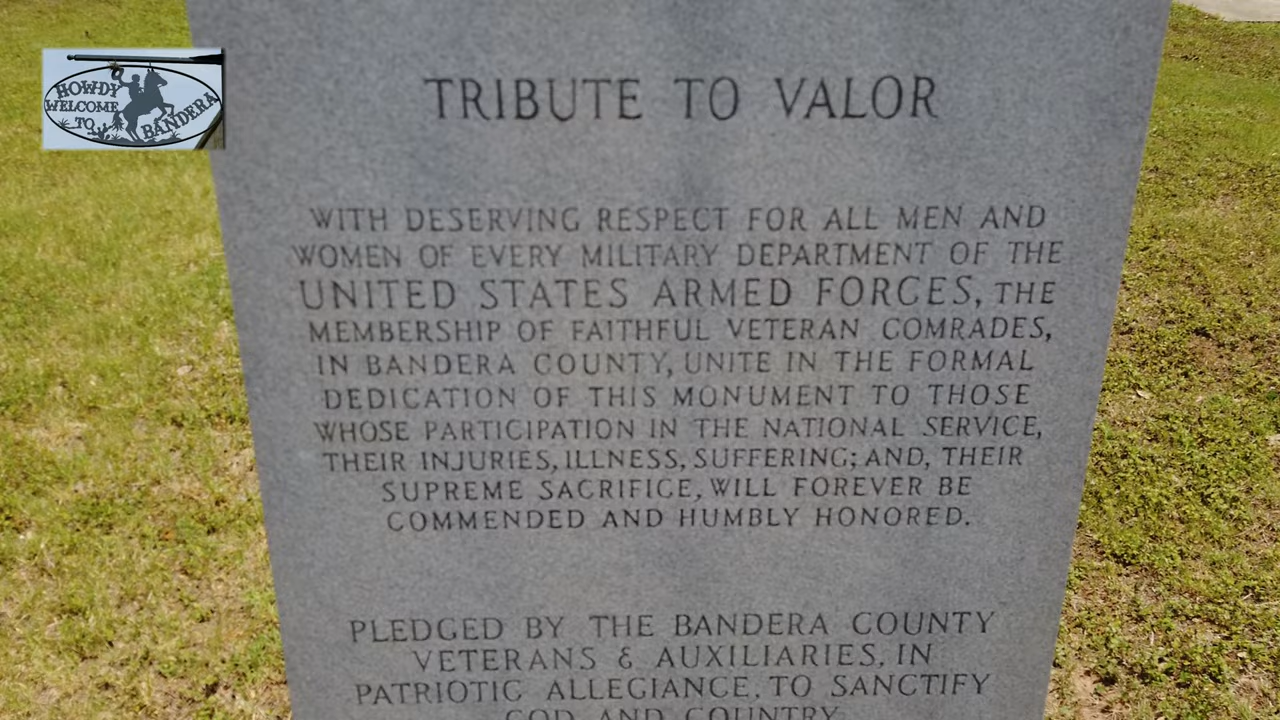 HOWDY
WELCOME
TO
BANDERA
TRIBUTE TO VALOR
WITH DESERVING RESPECT FOR ALL MEN AND
WOMEN OF EVERY MILITARY DEPARTMENT OF THE
UNITED STATES ARMED FORCES, THE
MEMBERSHIP OF FAITHFUL VETERAN COMRADES,
IN BANDERA COUNTY, UNITE IN THE FORMAL
DEDICATION OF THIS MONUMENT TO THOSE
WHOSE PARTICIPATION IN THE NATIONAL SERVICE,
THEIR INJURIES, ILLNESS, SUFFERING; AND, THEIR
SUPREME SACRIFICE, WILL FOREVER BE
COMMENDED AND HUMBLY HONORED.
PLEDGED BY THE BANDERA COUNTY
VETERANS & AUXILIARIES, IN
PATRIOTIC ALLEGIANCE, TO SANCTIFY
GOD AND COUNTRY